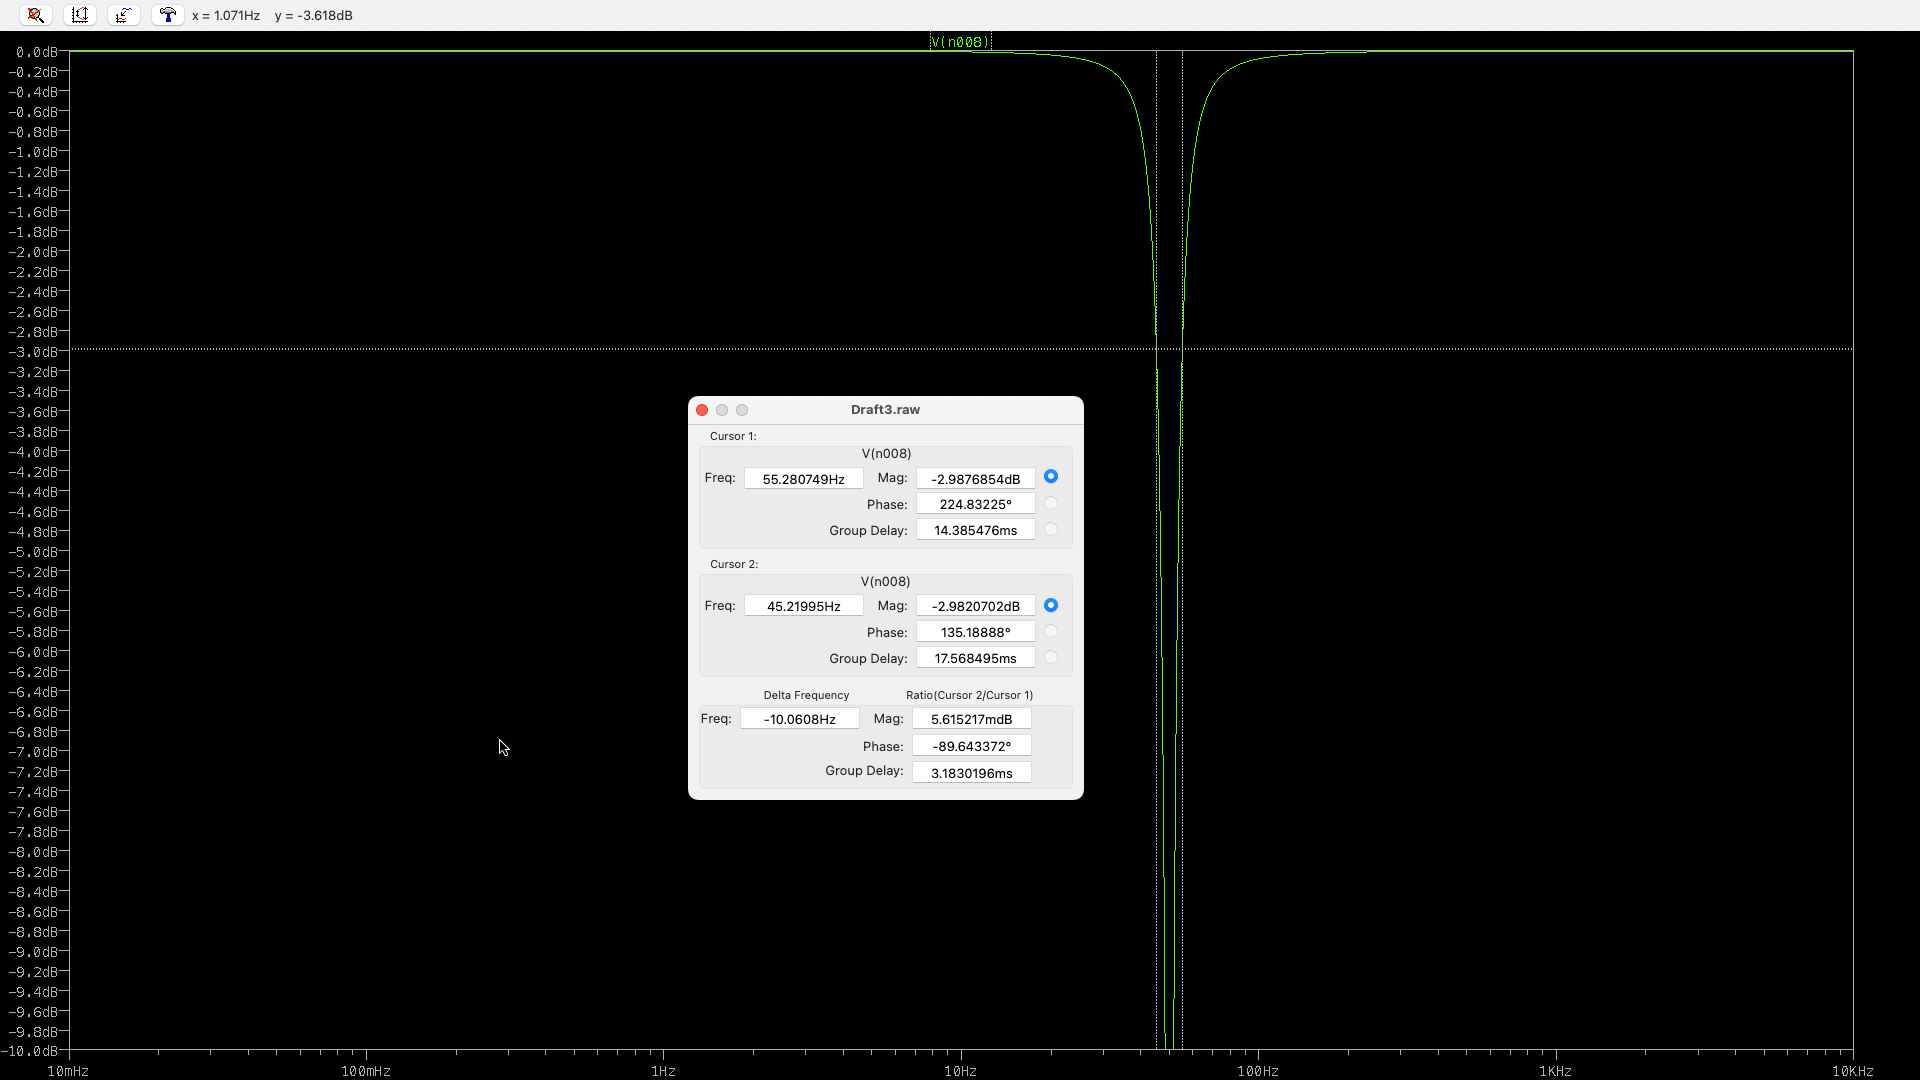 x = 1.071Hz y = -3.618dB
V(n008)
0.0dB
-0.2dB
-0.4dB
-0.6dB
-0.8dB
-1.0dB
-1.2dB
-1.4dB
-1.6dB
-1.8dB
-2.0dB
-2.2dB
-2.4dB
-2.6dB
-2.8dB
-3.0dB
-3.2dB
-3.4dB
-3.6dB
-3.8dB
-4.0dB
-4.2dB
-4.4dB
-4.6dB
-4.8dB
-5.0dB
-5.2dB
-5.4dB
-5.6dB
-5.8dB
-6.0dB
-6.2dB
-6.4dB
-6.6dB
-6.8dB
-7.0dB
-7.2dB
-7.4dB
-7.6dB
-7.8dB
-8.0dB
-8.2dB
-8.4dB
-8.6dB
-8.8dB
-9.0dB
-9.2dB
-9.4dB
-9.6dB
-9.8dB
-10.0dB
Draft3.raw
Cursor 1:
V(n008)
Freq: 55.280749Hz Mag: -2.9876854dB
Phase: 224.83225°
Group Delay: 14.385476ms
Cursor 2:
V(n008)
Freq: 45.21995Hz Mag: -2.9820702dB
Phase: 135.18888°
Group Delay: 17.568495ms
Delta Frequency Ratio(Cursor 2/Cursor 1)
Freq: -10.0608Hz Mag: 5.615217mdB
Phase: -89.643372°
Group Delay: 3.1830196ms
10mHz 100mHz 1Hz 10Hz 100Hz 1KHz 10KHz